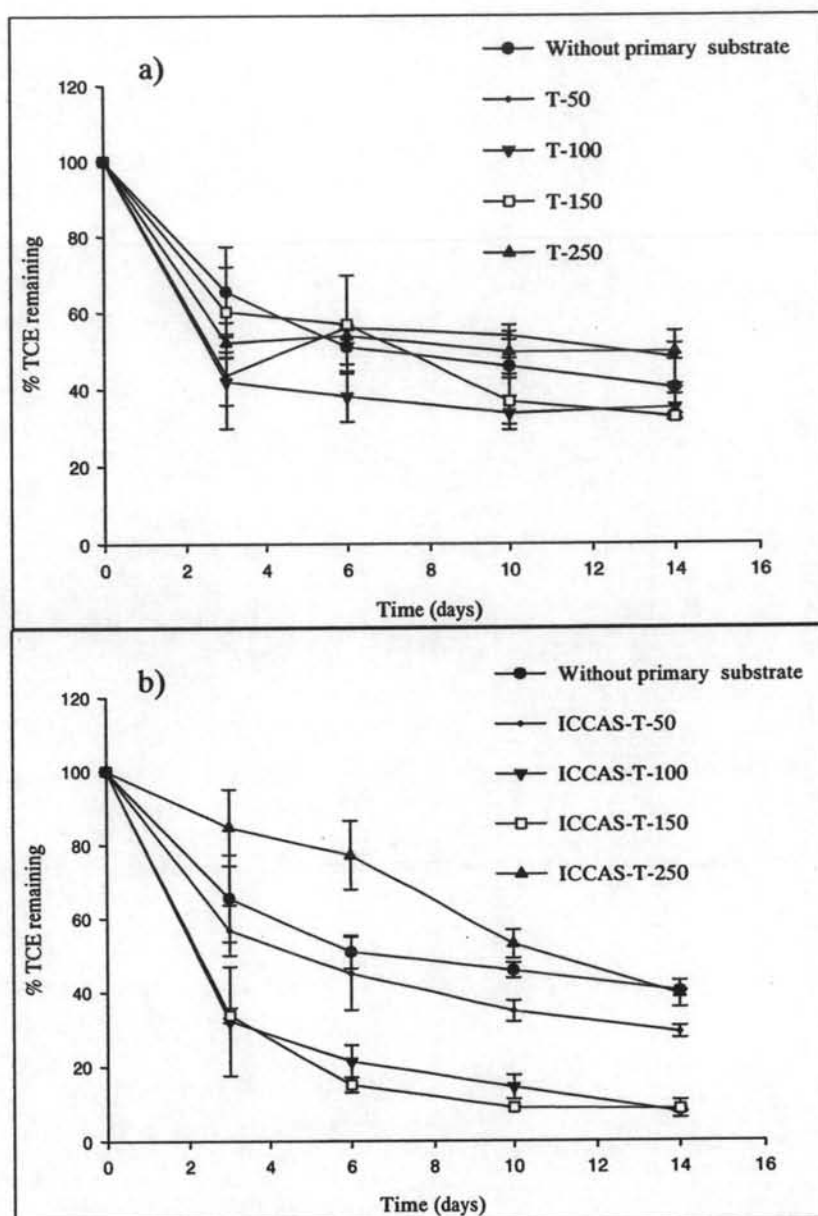 a)
Without primary substrate
T-50
T-100
T-150
T-250
% TCE remaining
120
100
80
60
40
20
0
0 2 4 6 8 10 12 14 16
Time (days)
b)
Without primary substrate
ICCAS-T-50
ICCAS-T-100
ICCAS-T-150
ICCAS-T-250
% TCE remaining
120
100
80
60
40
20
0
0 2 4 6 8 10 12 14 16
Time (days)